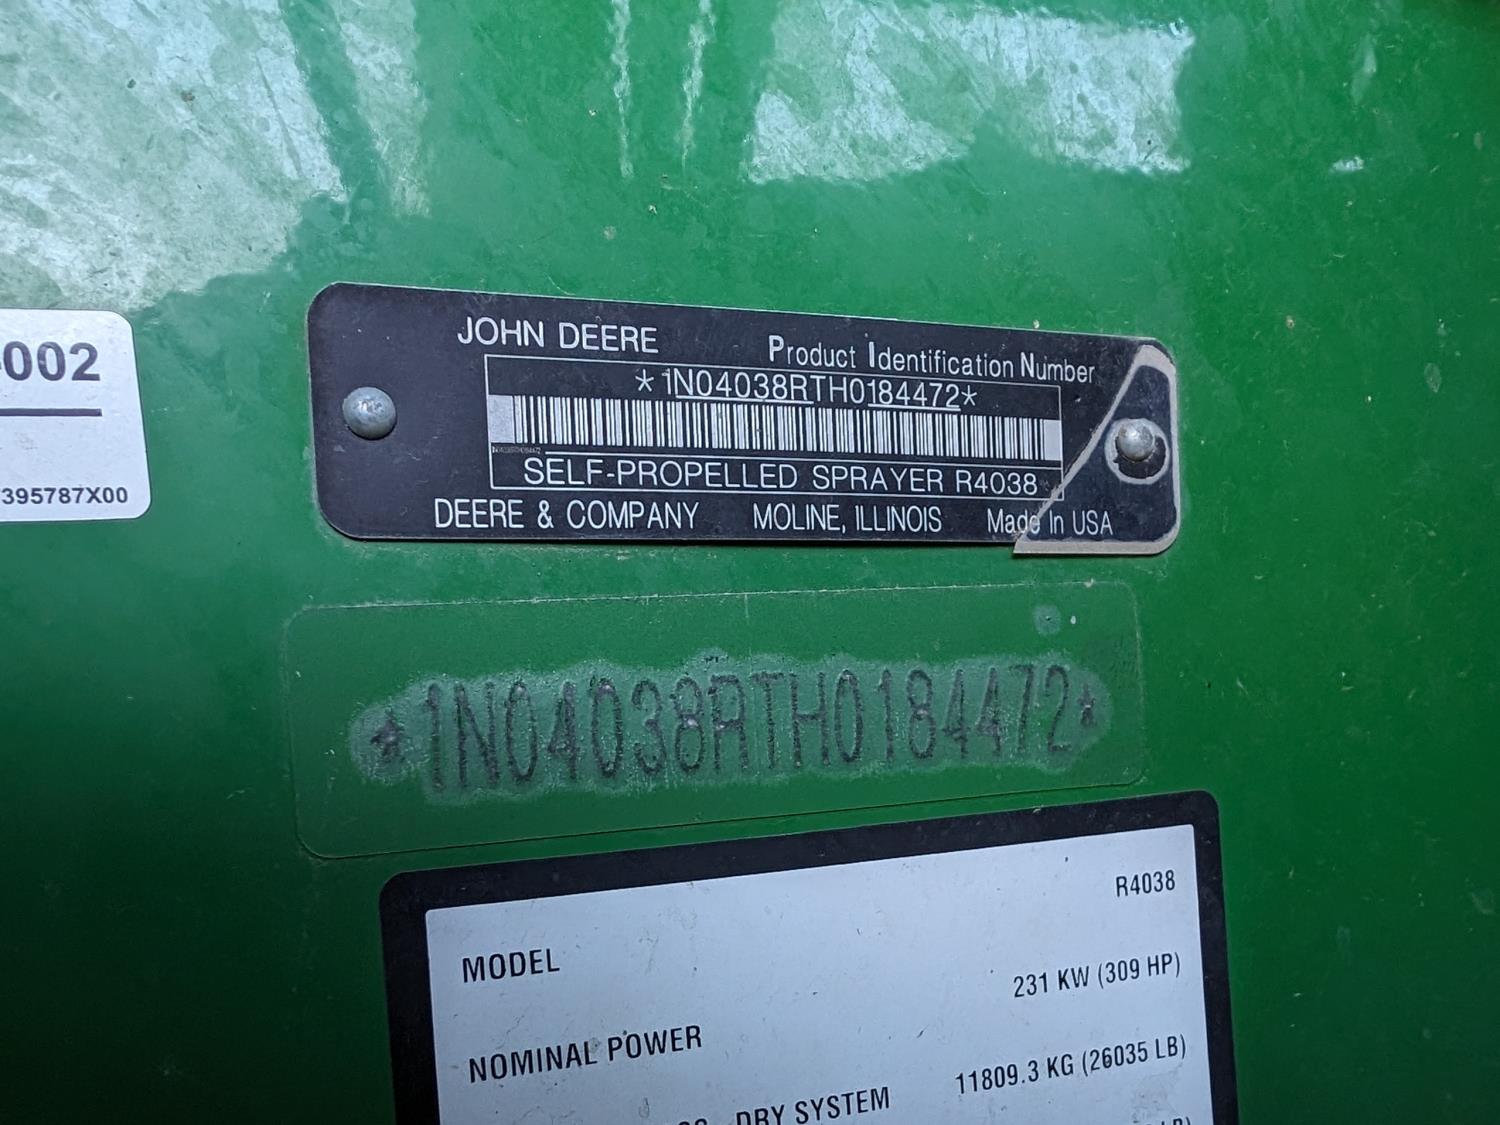 -002
395787X00
JOHN DEERE
Product Identification Number
*1N04038RTH0184472*
SELF-PROPELLED SPRAYER R4038
DEERE & COMPANY MOLINE, ILLINOIS Made In USA
*1N04038RTH0184472*
MODEL R4038
NOMINAL POWER 231 KW (309 HP)
DRY SYSTEM 11809.3 KG (26035 LB)